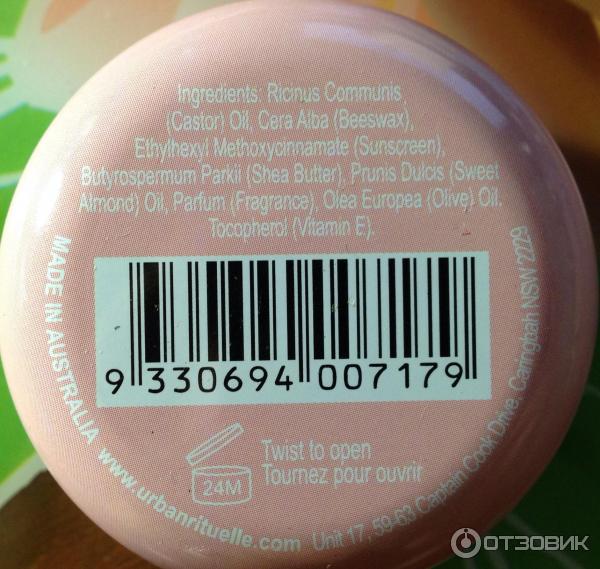 Ingredients: Ricinus Communis
(Castor) Oil, Cera Alba (Beeswax),
Ethylhexyl Methoxycinnamate (Sunscreen),
Butyrospermum Parkii (Shea Butter), Prunis Dulcis (Sweet
Almond) Oil, Parfum (Fragrance), Olea Europea (Olive) Oil.
Tocopherol (Vitamin E).
9 330694 007179
24M
Twist to open
Tournez pour ouvrir
MADE IN AUSTRALIA www.urbanrituelle.com Unit 17, 59-63 Captain Cook Drive, Caringbah NSW 2229
ОТЗОВИК